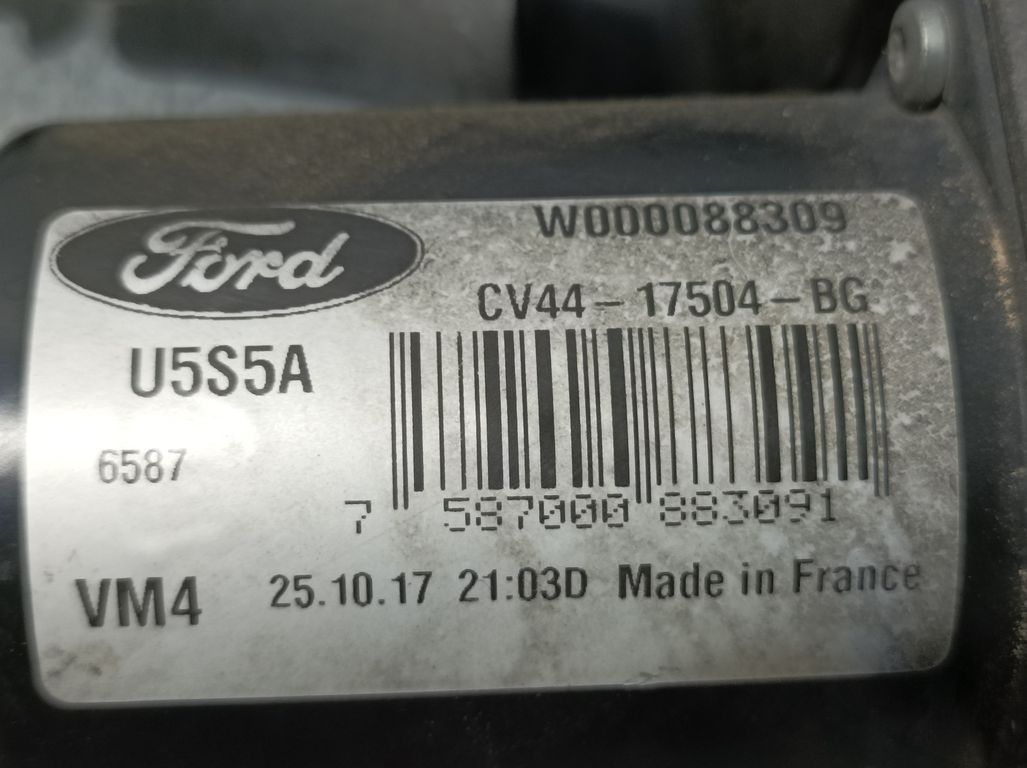 Ford
W000088309
CV44-17504-BG
U5S5A
6587
7 587000 883091
VM4 25.10.17 21:03D Made in France